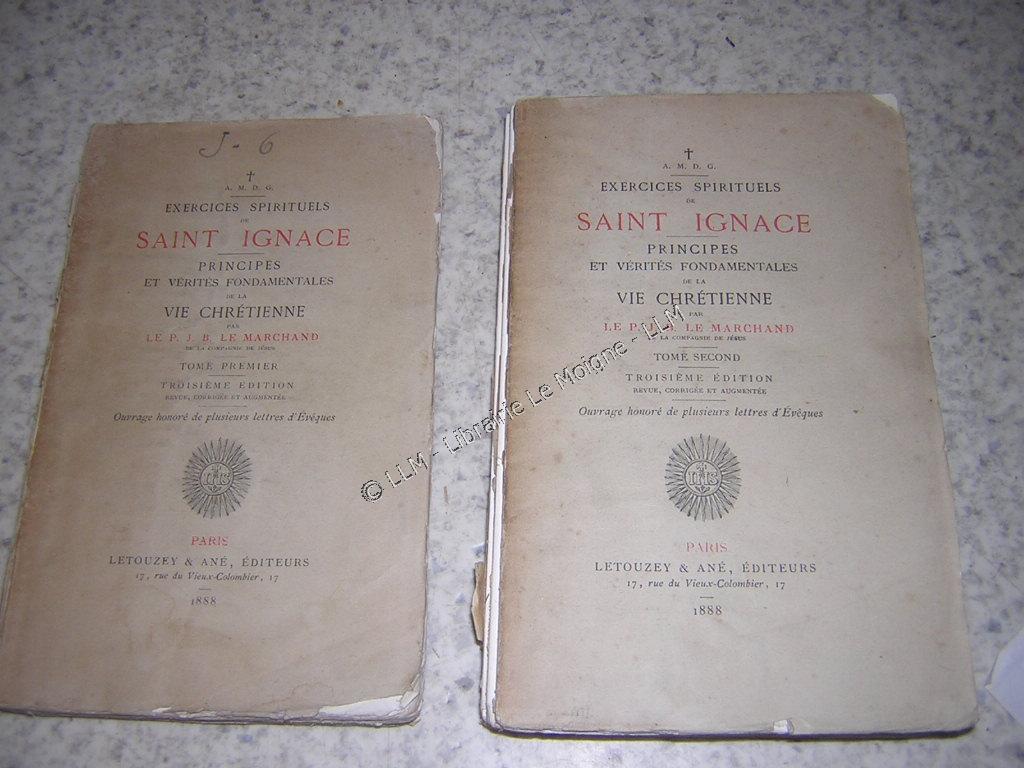 J - 6
A. M. D. G.
EXERCICES SPIRITUELS
DE
SAINT IGNACE
PRINCIPES
ET VÉRITÉS FONDAMENTALES
DE LA
VIE CHRÉTIENNE
PAR
LE P. J. B. LE MARCHAND
DE LA COMPAGNIE DE JÉSUS
TOME PREMIER
TROISIÈME ÉDITION
REVUE, CORRIGÉE ET AUGMENTÉE
Ouvrage honoré de plusieurs lettres d'Évêques
IHS
PARIS
LETOUZEY & ANÉ, ÉDITEURS
17, rue du Vieux-Colombier, 17
1888
A. M. D. G.
EXERCICES SPIRITUELS
DE
SAINT IGNACE
PRINCIPES
ET VÉRITÉS FONDAMENTALES
DE LA
VIE CHRÉTIENNE
PAR
LE P. J. B. LE MARCHAND
LA COMPAGNIE DE JÉSUS
TOME SECOND
TROISIÈME ÉDITION
REVUE, CORRIGÉE ET AUGMENTÉE
Ouvrage honoré de plusieurs lettres d'Évêques
IHS
PARIS
LETOUZEY & ANÉ, ÉDITEURS
17, rue du Vieux-Colombier, 17
1888
© LLM - Librairie Le Moigne - LLM